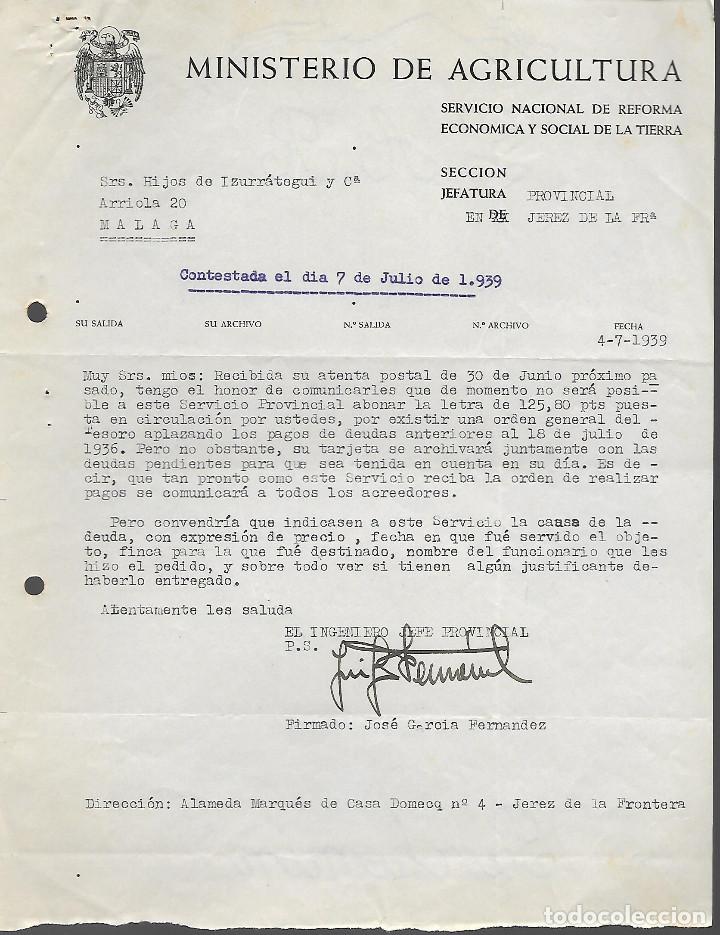 MINISTERIO DE AGRICULTURA
SERVICIO NACIONAL DE REFORMA
ECONOMICA Y SOCIAL DE LA TIERRA
Srs. Hijos de Izurrátegui y Cª
Arriola 20
M A L A G A
SECCION
JEFATURA PROVINCIAL
EN DE JEREZ DE LA FRª
Contestada el dia 7 de Julio de 1.939
SU SALIDA SU ARCHIVO N.º SALIDA N.º ARCHIVO FECHA
4-7-1939
Muy Srs. mios: Recibida su atenta postal de 30 de Junio próximo pa
sado, tengo el honor de comunicarles que de momento no será posi--
ble a este Servicio Provincial abonar la letra de 125,80 pts pues-
ta en circulación por ustedes, por existir una orden general del -
Tesoro aplazando los pagos de deudas anteriores al 18 de julio de
1936. Pero no obstante, su tarjeta se archivará juntamente con las
deudas pendientes para que sea tenida en cuenta en su día. Es de -
cir, que tan pronto como este Servicio reciba la orden de realizar
pagos se comunicará a todos los acreedores.
Pero convendría que indicasen a este Servicio la causa de la --
deuda, con expresión de precio , fecha en que fué servido el obje-
to, finca para la que fué destinado, nombre del funcionario que les
hizo el pedido, y sobre todo ver si tienen algún justificante de-
haberlo entregado.
Atentamente les saluda
EL INGENIERO JEFE PROVINCIAL
P.S.
Firmado: José Garcia Fernandez
Dirección: Alameda Marqués de Casa Domecq nº 4 - Jerez de la Frontera
todocoleccion